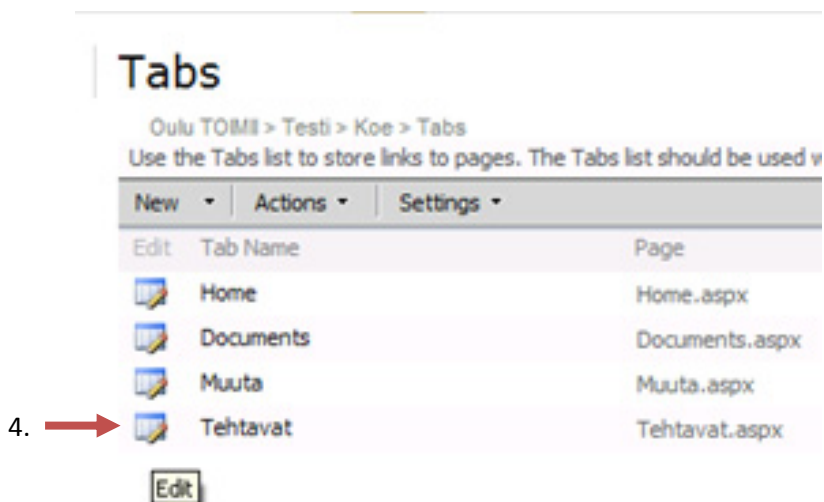 Tabs
Oulu TOIMII > Testi > Koe > Tabs
Use the Tabs list to store links to pages. The Tabs list should be used
New Actions Settings
Edit Tab Name Page
Home Home.aspx
Documents Documents.aspx
Muuta Muuta.aspx
4. Tehtavat Tehtavat.aspx
Edit